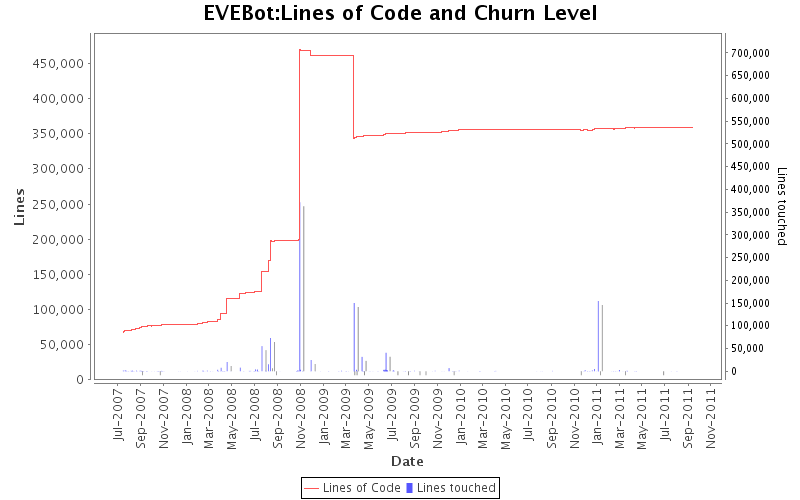 EVEBot:Lines of Code and Churn Level
450,000
400,000
350,000
300,000
250,000
200,000
150,000
100,000
50,000
0
Lines
700,000
650,000
600,000
550,000
500,000
450,000
400,000
350,000
300,000
250,000
200,000
150,000
100,000
50,000
0
Lines touched
Jul-2007
Sep-2007
Nov-2007
Jan-2008
Mar-2008
May-2008
Jul-2008
Sep-2008
Nov-2008
Jan-2009
Mar-2009
May-2009
Jul-2009
Sep-2009
Nov-2009
Jan-2010
Mar-2010
May-2010
Jul-2010
Sep-2010
Nov-2010
Jan-2011
Mar-2011
May-2011
Jul-2011
Sep-2011
Nov-2011
Date
Lines of Code
Lines touched